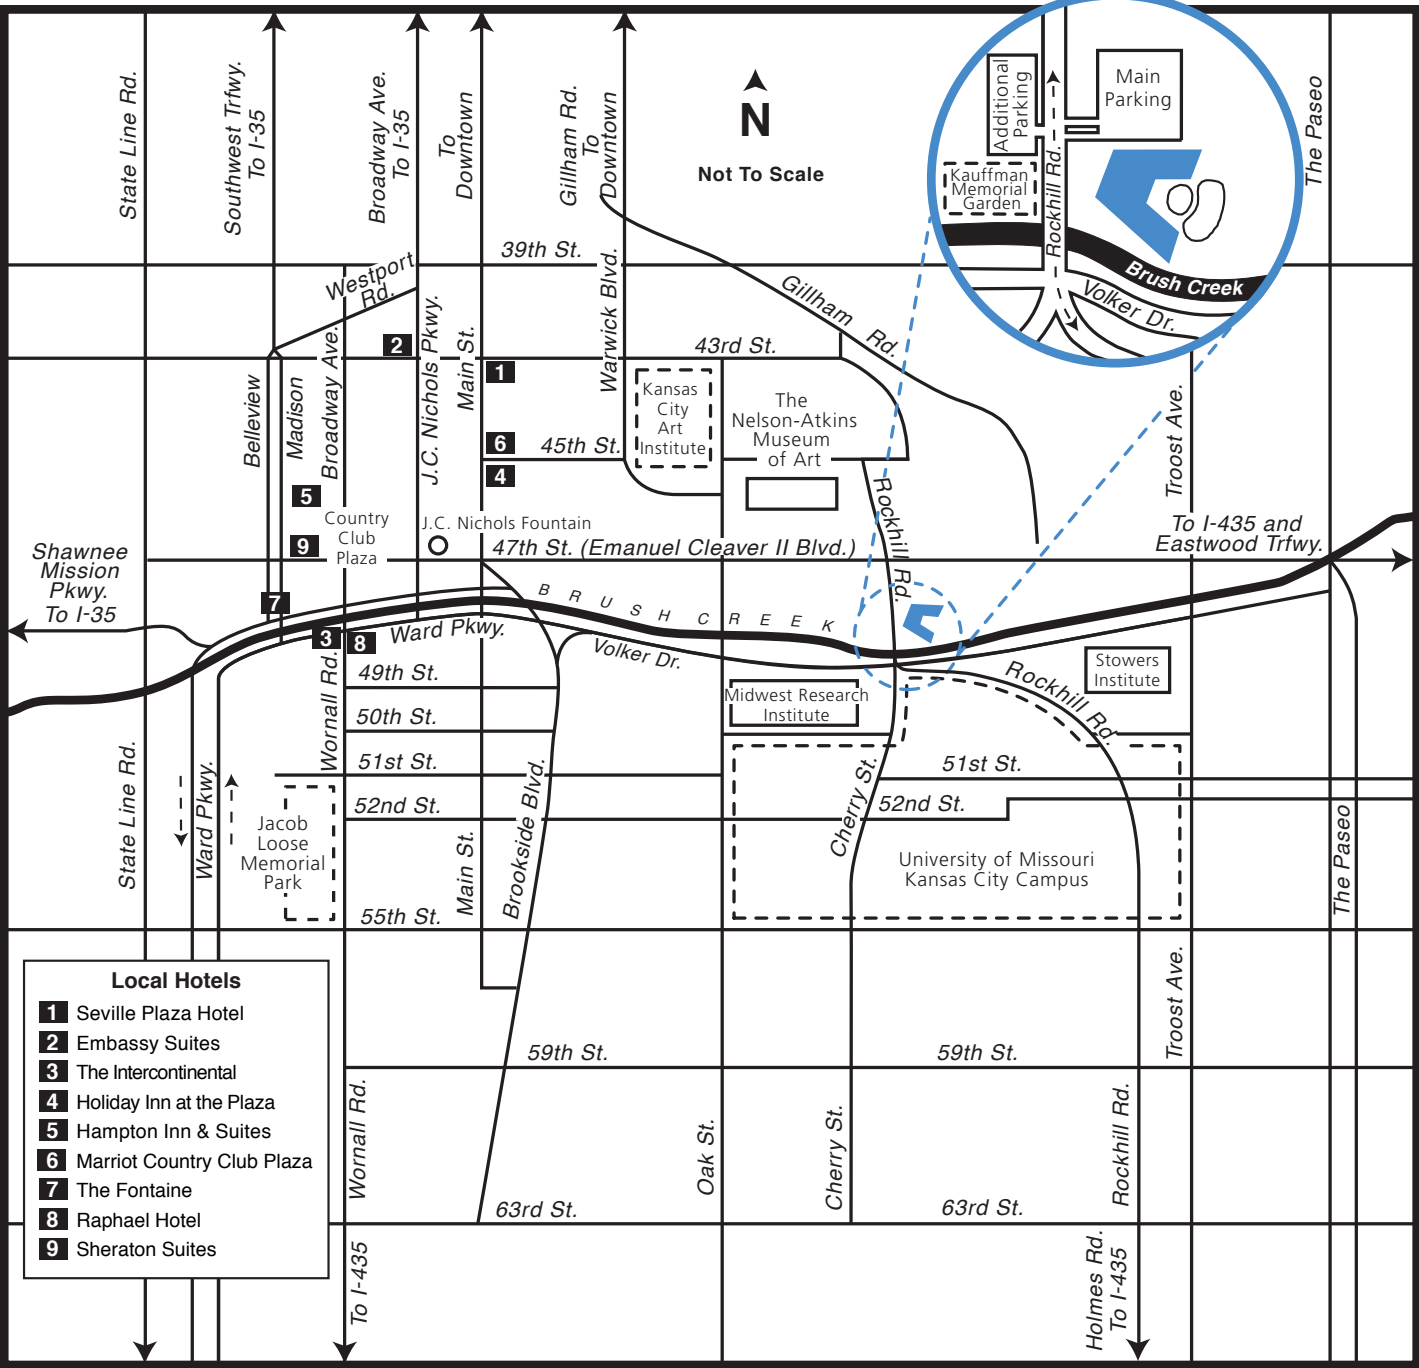 State Line Rd.
Southwest Trfwy.
To I-35
Broadway Ave.
To I-35
To
Downtown
Gillham Rd.
To
Downtown
N
Not To Scale
Additional
Parking
Main
Parking
Kauffman
Memorial
Garden
Rockhill Rd.
Brush Creek
Volker Dr.
The Paseo
39th St.
Westport
Rd.
Gillham Rd.
Warwick Blvd.
J.C. Nichols Pkwy.
Main St.
Broadway Ave.
2
43rd St.
1
Belleview
Madison
Kansas
City
Art
Institute
The
Nelson-Atkins
Museum
of Art
Troost Ave.
6
45th St.
4
5
Country
Club
Plaza
J.C. Nichols Fountain
Rockhill Rd.
9
47th St. (Emanuel Cleaver II Blvd.)
To I-435 and
Eastwood Trfwy.
Shawnee
Mission
Pkwy.
To I-35
7
BRUSH CREEK
3
8
Ward Pkwy.
Volker Dr.
Wornall Rd.
49th St.
Midwest Research
Institute
Rockhill Rd.
Stowers
Institute
50th St.
51st St.
51st St.
52nd St.
52nd St.
State Line Rd.
Ward Pkwy.
Jacob
Loose
Memorial
Park
Main St.
Brookside Blvd.
Cherry St.
University of Missouri
Kansas City Campus
The Paseo
55th St.
Local Hotels
1 Seville Plaza Hotel
2 Embassy Suites
3 The Intercontinental
4 Holiday Inn at the Plaza
5 Hampton Inn & Suites
6 Marriot Country Club Plaza
7 The Fontaine
8 Raphael Hotel
9 Sheraton Suites
Troost Ave.
59th St.
59th St.
Wornall Rd.
Oak St.
Cherry St.
Rockhill Rd.
63rd St.
63rd St.
To I-435
Holmes Rd.
To I-435